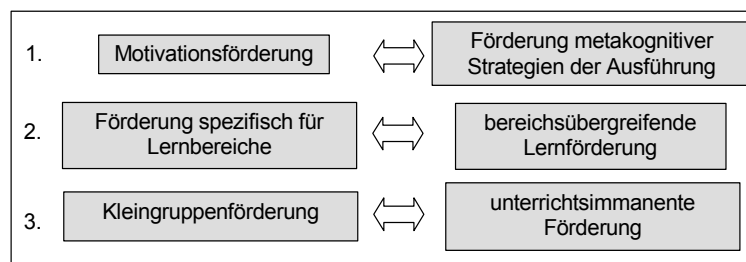 1.
Motivationsförderung
Förderung metakognitiver
Strategien der Ausführung
2.
Förderung spezifisch für
Lernbereiche
bereichsübergreifende
Lernförderung
3.
Kleingruppenförderung
unterrichtsimmanente
Förderung